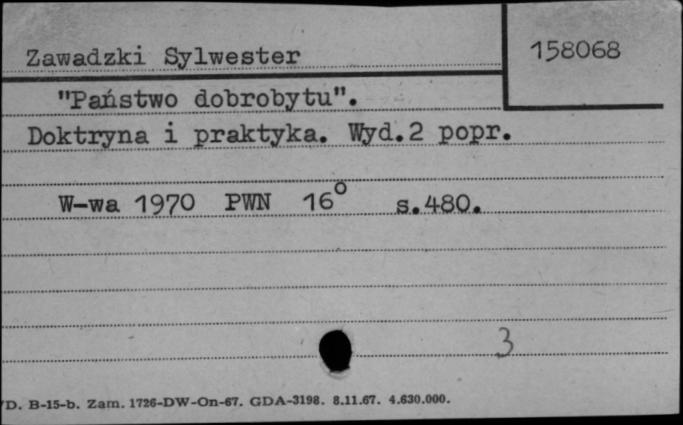 Zawadzki Sylwester
158068
"Państwo dobrobytu".
Doktryna i praktyka. Wyd.2 popr.
W-wa 1970 PWN 16° s.480.
3
D. B-15-b. Zam. 1726-DW-On-67. GDA-3198. 8.11.67. 4.630.000.